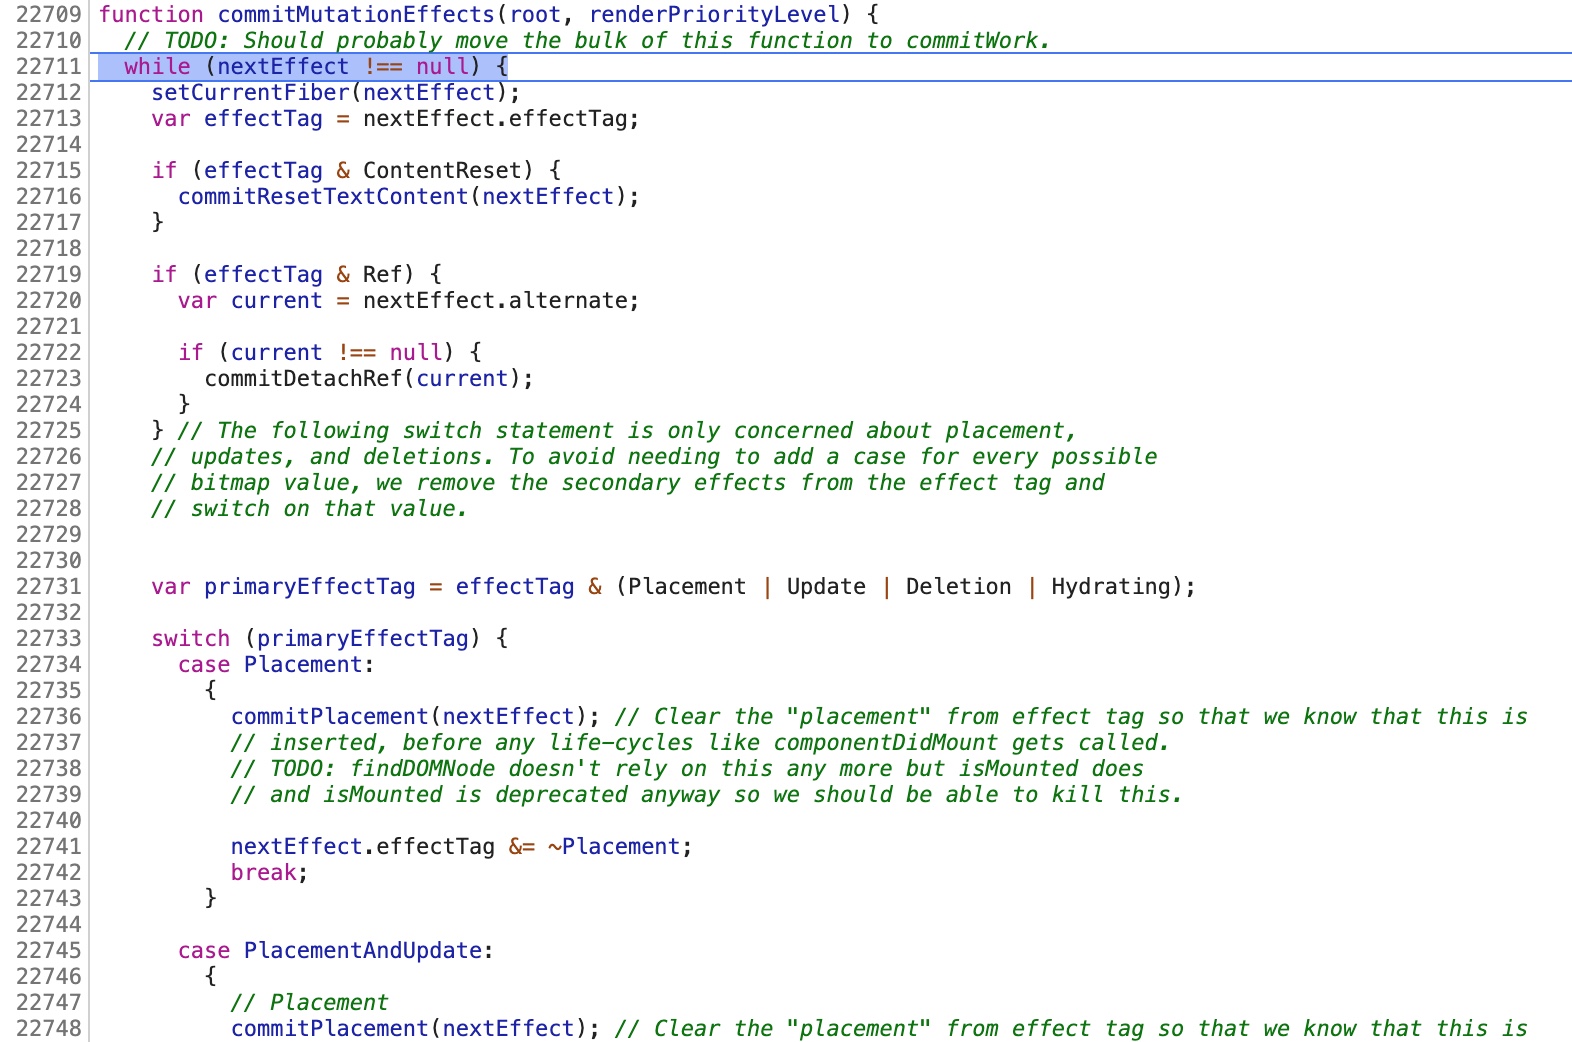 22709 function commitMutationEffects(root, renderPriorityLevel) {
22710   // TODO: Should probably move the bulk of this function to commitWork.
22711   while (nextEffect !== null) {
22712     setCurrentFiber(nextEffect);
22713     var effectTag = nextEffect.effectTag;
22714
22715     if (effectTag & ContentReset) {
22716       commitResetTextContent(nextEffect);
22717     }
22718
22719     if (effectTag & Ref) {
22720       var current = nextEffect.alternate;
22721
22722       if (current !== null) {
22723         commitDetachRef(current);
22724       }
22725     } // The following switch statement is only concerned about placement,
22726     // updates, and deletions. To avoid needing to add a case for every possible
22727     // bitmap value, we remove the secondary effects from the effect tag and
22728     // switch on that value.
22729
22730
22731     var primaryEffectTag = effectTag & (Placement | Update | Deletion | Hydrating);
22732
22733     switch (primaryEffectTag) {
22734       case Placement:
22735         {
22736           commitPlacement(nextEffect); // Clear the "placement" from effect tag so that we know that this is
22737           // inserted, before any life-cycles like componentDidMount gets called.
22738           // TODO: findDOMNode doesn't rely on this any more but isMounted does
22739           // and isMounted is deprecated anyway so we should be able to kill this.
22740
22741           nextEffect.effectTag &= ~Placement;
22742           break;
22743         }
22744
22745       case PlacementAndUpdate:
22746         {
22747           // Placement
22748           commitPlacement(nextEffect); // Clear the "placement" from effect tag so that we know that this is